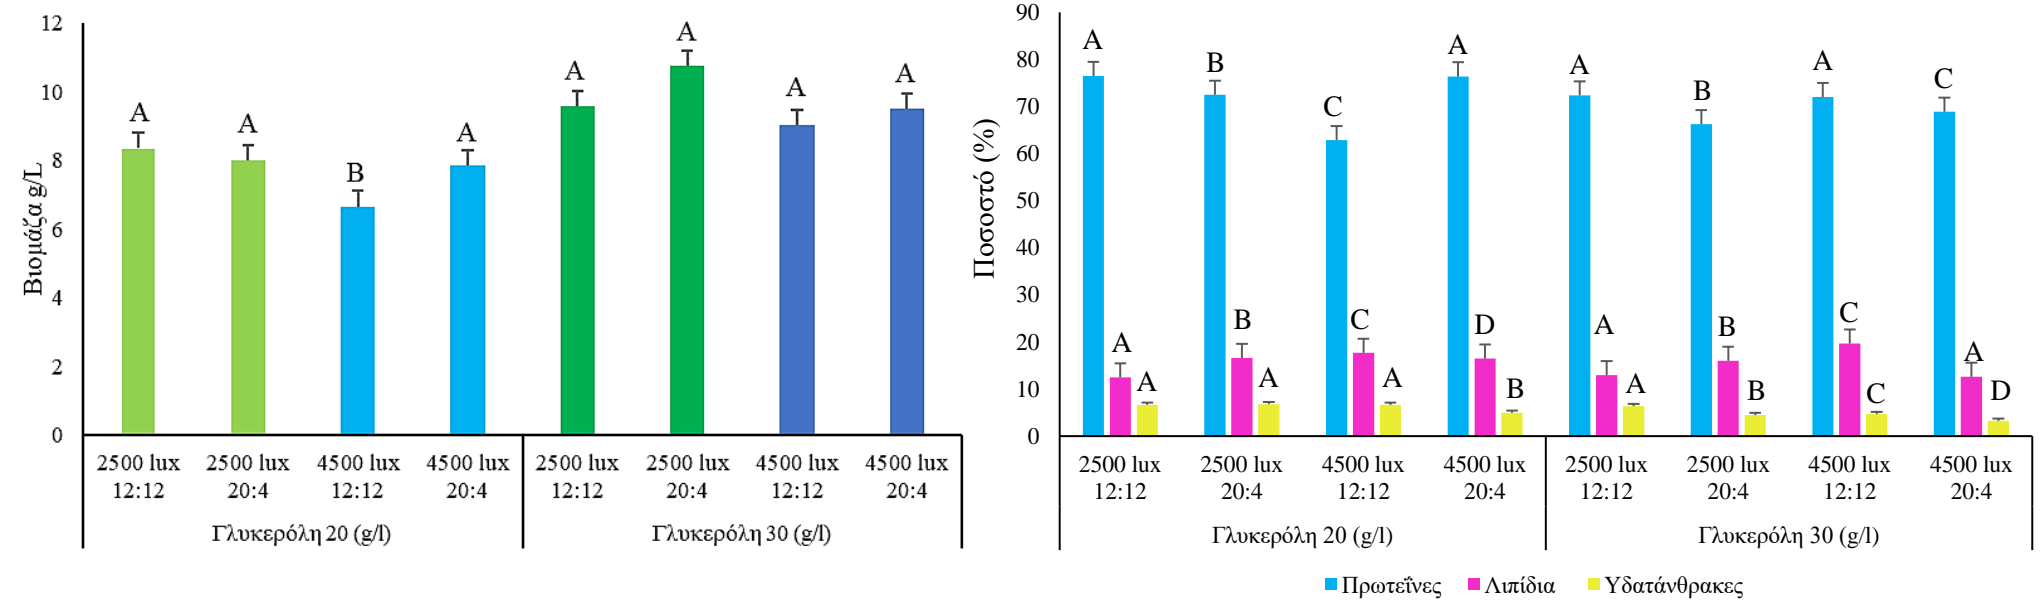 Βιομάζα g/L
12
10
8
6
4
2
0
A
A
B
A
A
A
A
A
2500 lux 12:12
2500 lux 20:4
4500 lux 12:12
4500 lux 20:4
2500 lux 12:12
2500 lux 20:4
4500 lux 12:12
4500 lux 20:4
Γλυκερόλη 20 (g/l)
Γλυκερόλη 30 (g/l)
Ποσοστό (%)
90
80
70
60
50
40
30
20
10
0
A
A
A
B
B
A
C
C
A
A
D
B
A
A
A
B
B
B
A
C
C
C
A
D
2500 lux 12:12
2500 lux 20:4
4500 lux 12:12
4500 lux 20:4
2500 lux 12:12
2500 lux 20:4
4500 lux 12:12
4500 lux 20:4
Γλυκερόλη 20 (g/l)
Γλυκερόλη 30 (g/l)
Πρωτεΐνες
Λιπίδια
Υδατάνθρακες